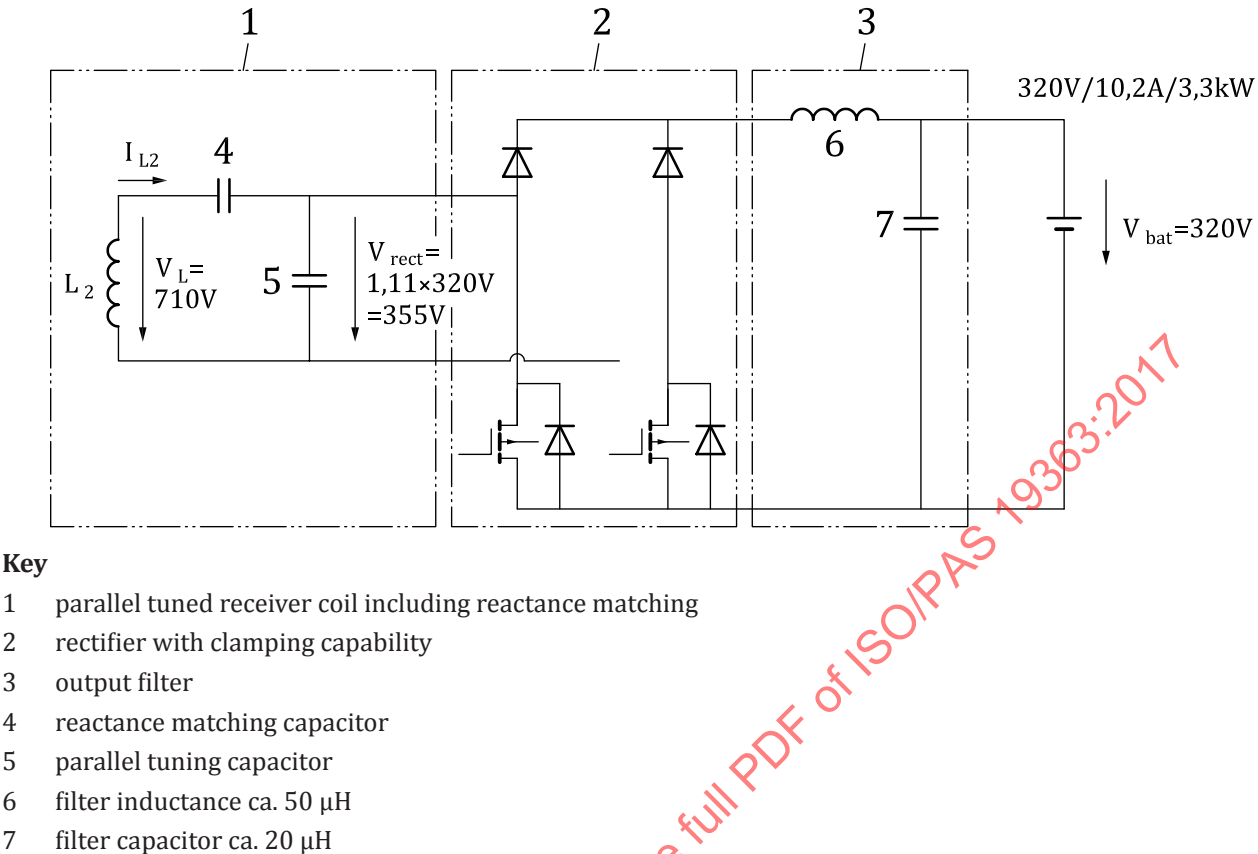 1
2
3
320V/10,2A/3,3kW
I L2
4
6
L 2
V L=
710V
5
V rect=
1,11×320V
=355V
7
V bat=320V
Key
1 parallel tuned receiver coil including reactance matching
2 rectifier with clamping capability
3 output filter
4 reactance matching capacitor
5 parallel tuning capacitor
6 filter inductance ca. 50 μH
7 filter capacitor ca. 20 μH
full PDF of ISO/PAS 19363:2017